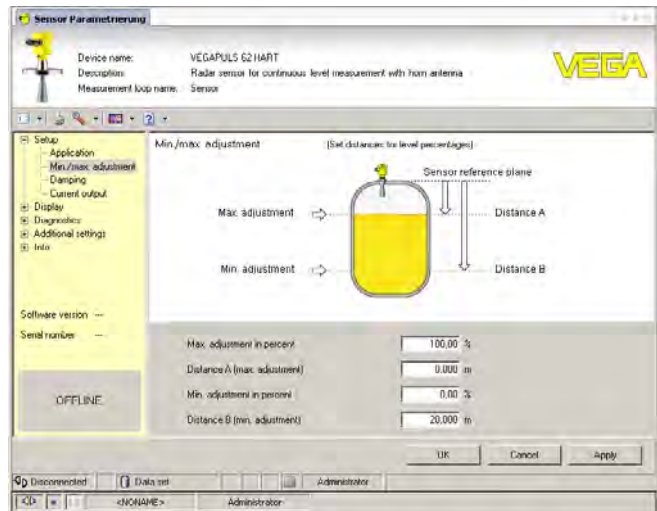 Sensor Parametrierung
Device name: VEGAPULS 62 HART
Description: Radar sensor for continuous level measurement with horn antenna
Measurement loop name: Sensor
VEGA
Setup
Application
Min./max. adjustment
Damping
Current output
Display
Diagnostics
Additional settings
Info
Software version ---
Serial number ---
OFFLINE
Min./max. adjustment (Set distances for level percentages)
Sensor reference plane
Max. adjustment
Distance A
Min. adjustment
Distance B
Max. adjustment in percent 100,00 %
Distance A (max. adjustment) 0,000 m
Min. adjustment in percent 0,00 %
Distance B (min. adjustment) 20,000 m
OK Cancel Apply
Disconnected Data set Administrator
<NONAME> Administrator